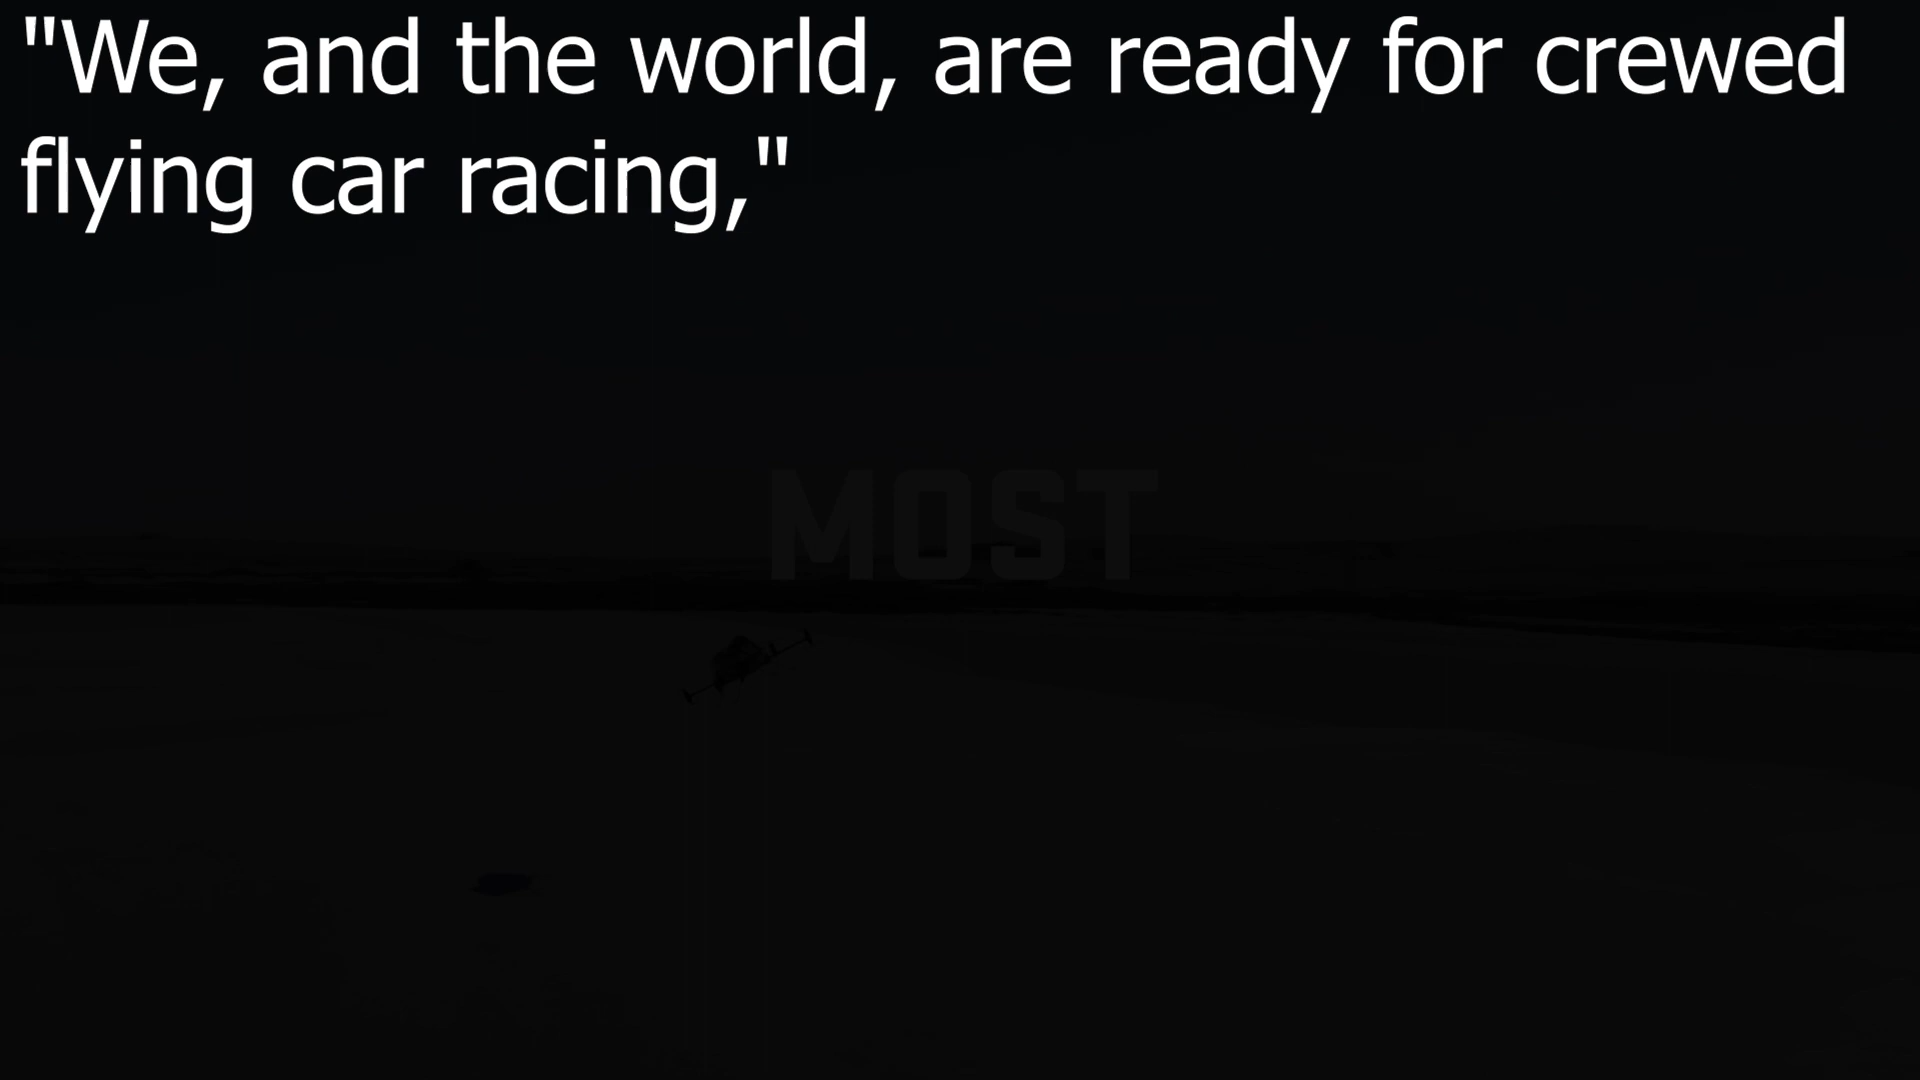 "We, and the world, are ready for crewed
flying car racing,"
MOST